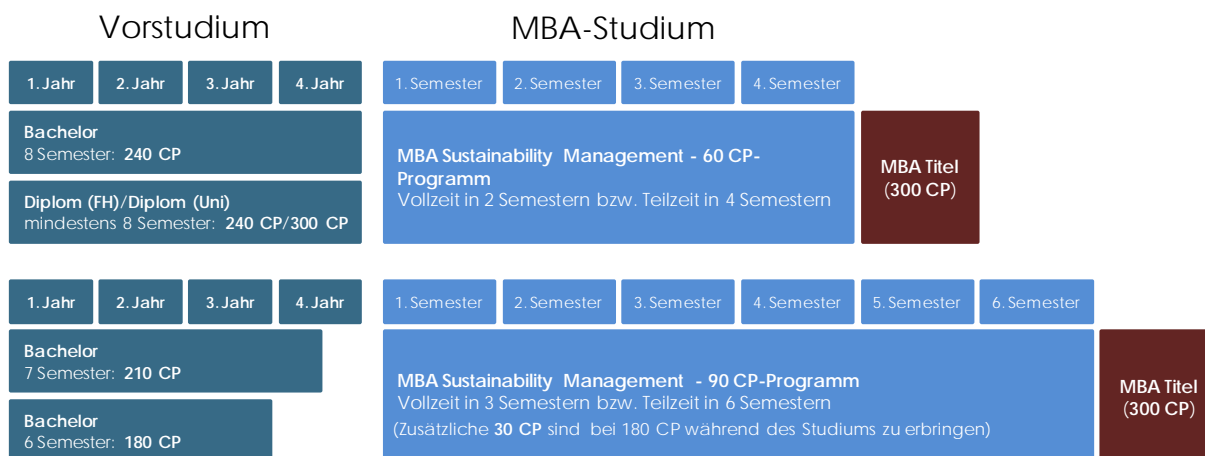 Vorstudium
MBA-Studium
1. Jahr
2. Jahr
3. Jahr
4. Jahr
1. Semester
2. Semester
3. Semester
4. Semester
Bachelor
8 Semester: 240 CP
Diplom (FH)/Diplom (Uni)
mindestens 8 Semester: 240 CP/300 CP
MBA Sustainability Management - 60 CP-
Programm
Vollzeit in 2 Semestern bzw. Teilzeit in 4 Semestern
MBA Titel
(300 CP)
1. Jahr
2. Jahr
3. Jahr
4. Jahr
1. Semester
2. Semester
3. Semester
4. Semester
5. Semester
6. Semester
Bachelor
7 Semester: 210 CP
Bachelor
6 Semester: 180 CP
MBA Sustainability Management - 90 CP-Programm
Vollzeit in 3 Semestern bzw. Teilzeit in 6 Semestern
(Zusätzliche 30 CP sind bei 180 CP während des Studiums zu erbringen)
MBA Titel
(300 CP)